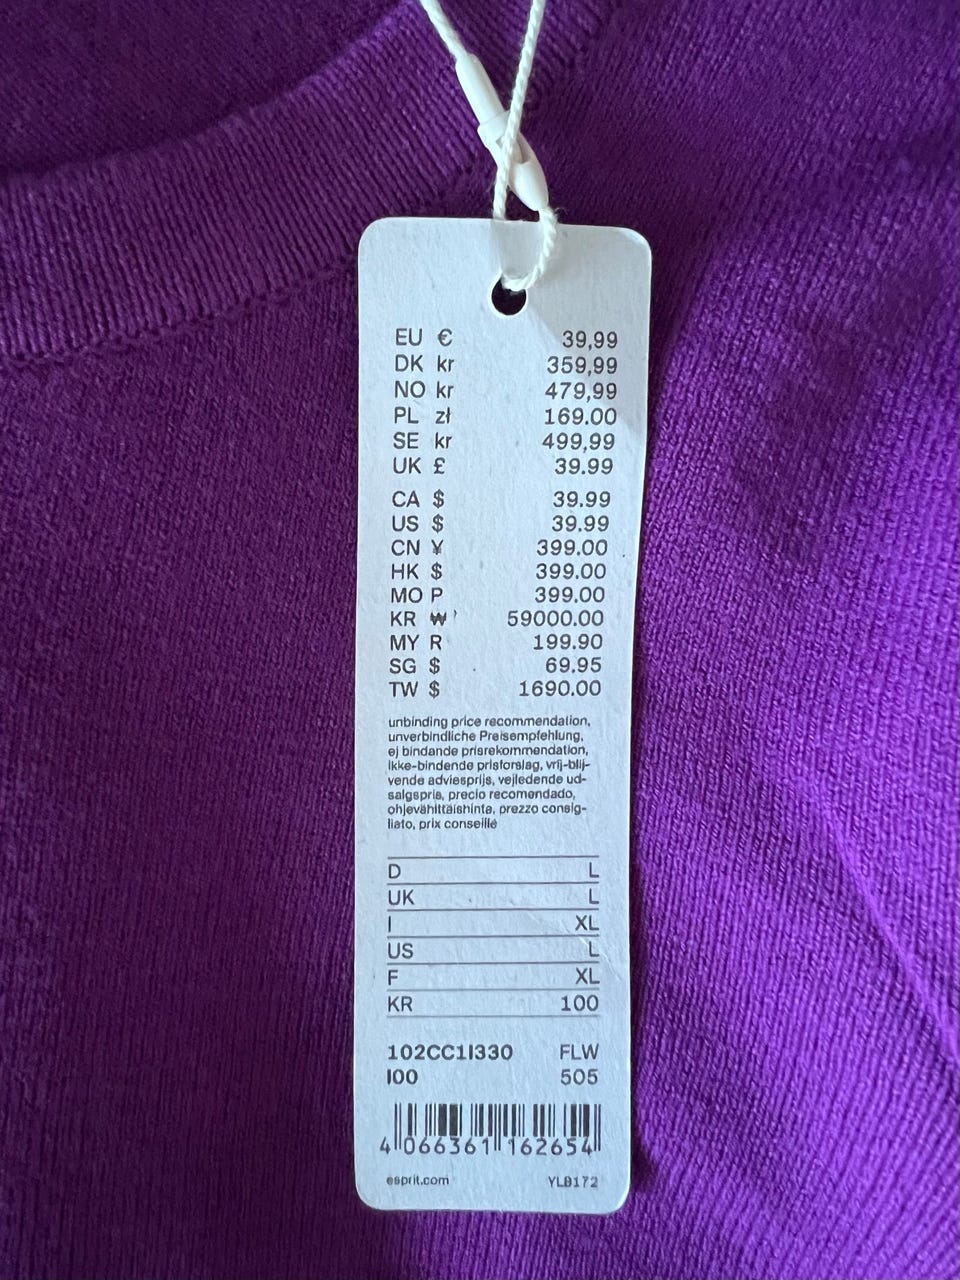 EU € 39,99
DK kr 359,99
NO kr 479,99
PL zł 169.00
SE kr 499,99
UK £ 39.99
CA $ 39.99
US $ 39.99
CN ¥ 399.00
HK $ 399.00
MO P 399.00
KR ₩ 59000.00
MY R 199.90
SG $ 69.95
TW $ 1690.00
unbinding price recommendation,
unverbindliche Preisempfehlung,
ej bindande prisrekommendation,
ikke-bindende prisforslag, vrij-blij-
vende adviesprijs, vejledende ud-
salgspris, precio recomendado,
ohjevähittäishinta, prezzo consig-
liato, prix conseillé
D L
UK L
I XL
US L
F XL
KR 100
102CC1I330 FLW
I00 505
4 066361 162654
esprit.com YLB172